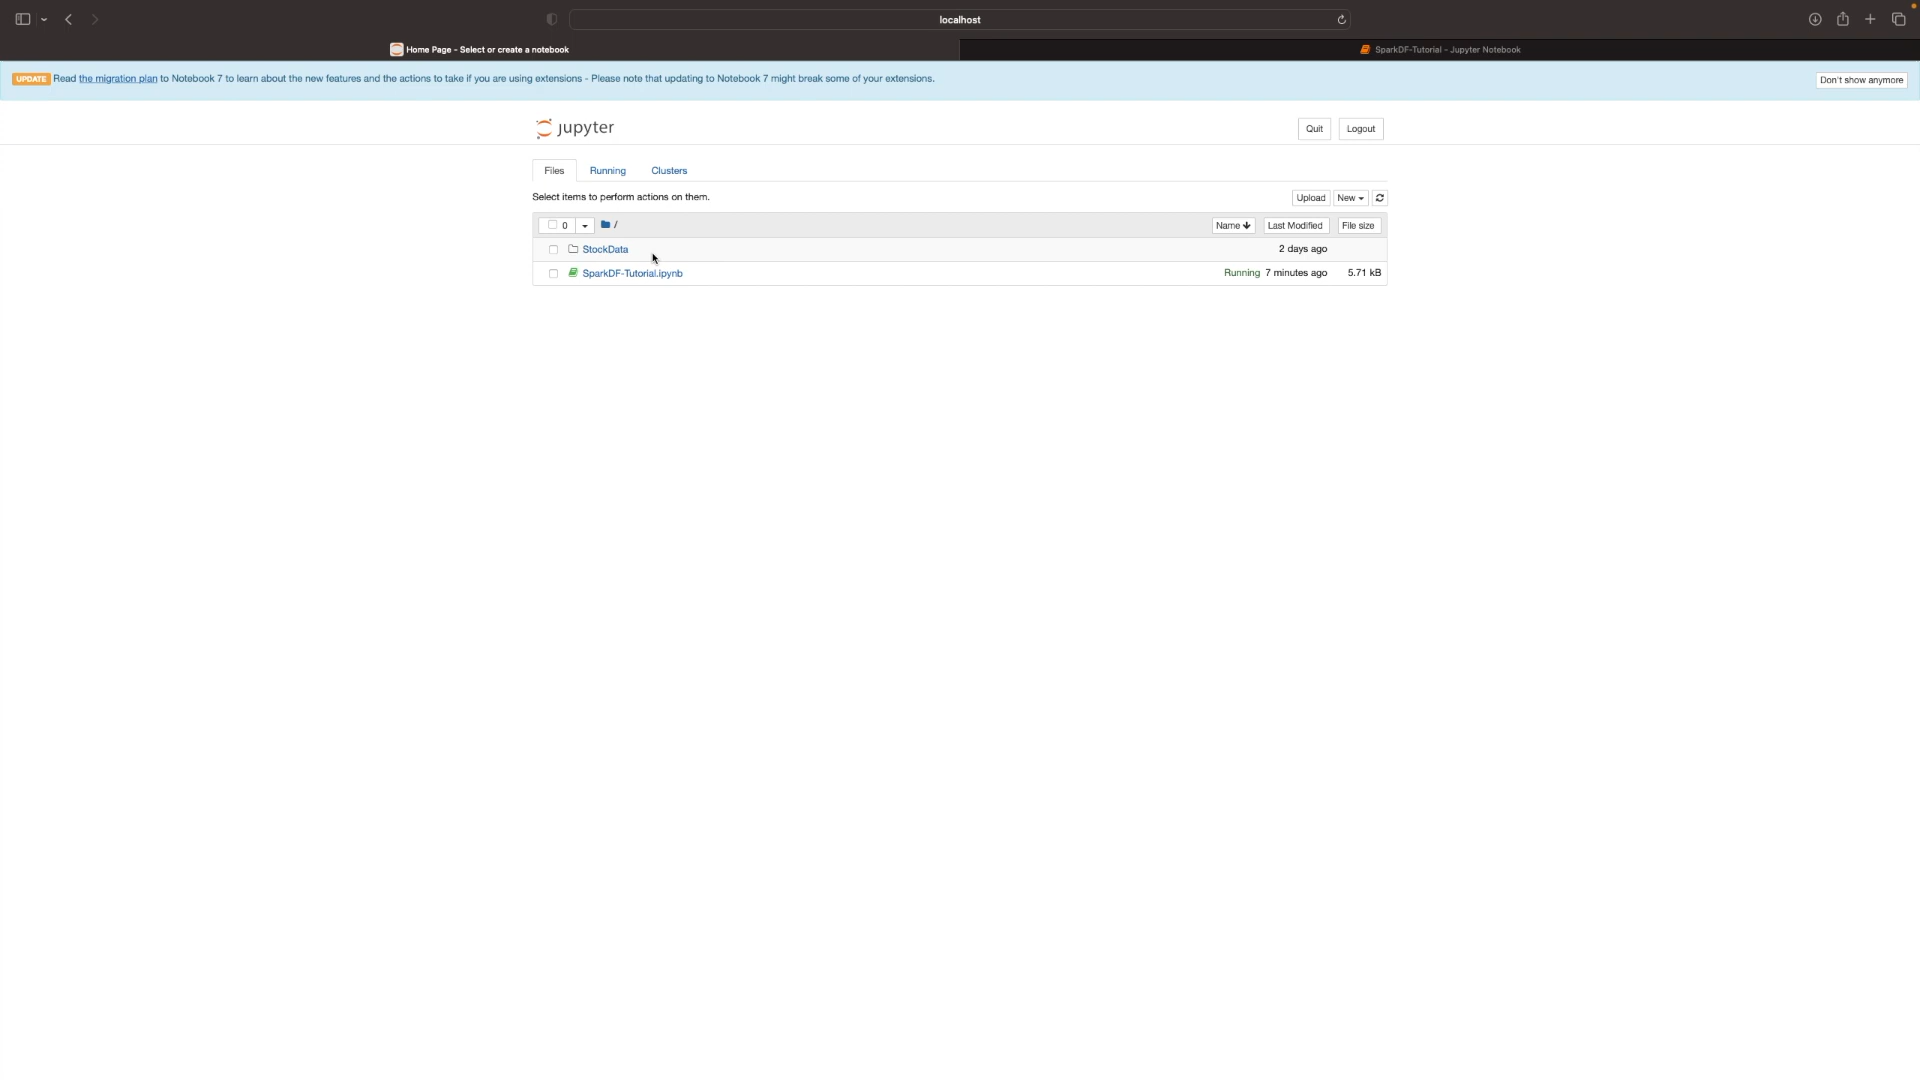 localhost
Home Page - Select or create a notebook
SparkDF-Tutorial - Jupyter Notebook
UPDATE Read the migration plan to Notebook 7 to learn about the new features and the actions to take if you are using extensions - Please note that updating to Notebook 7 might break some of your extensions.
Don't show anymore
jupyter
Quit Logout
Files Running Clusters
Select items to perform actions on them.
Upload New
0 / Name Last Modified File size
StockData 2 days ago
SparkDF-Tutorial.ipynb Running 7 minutes ago 5.71 kB